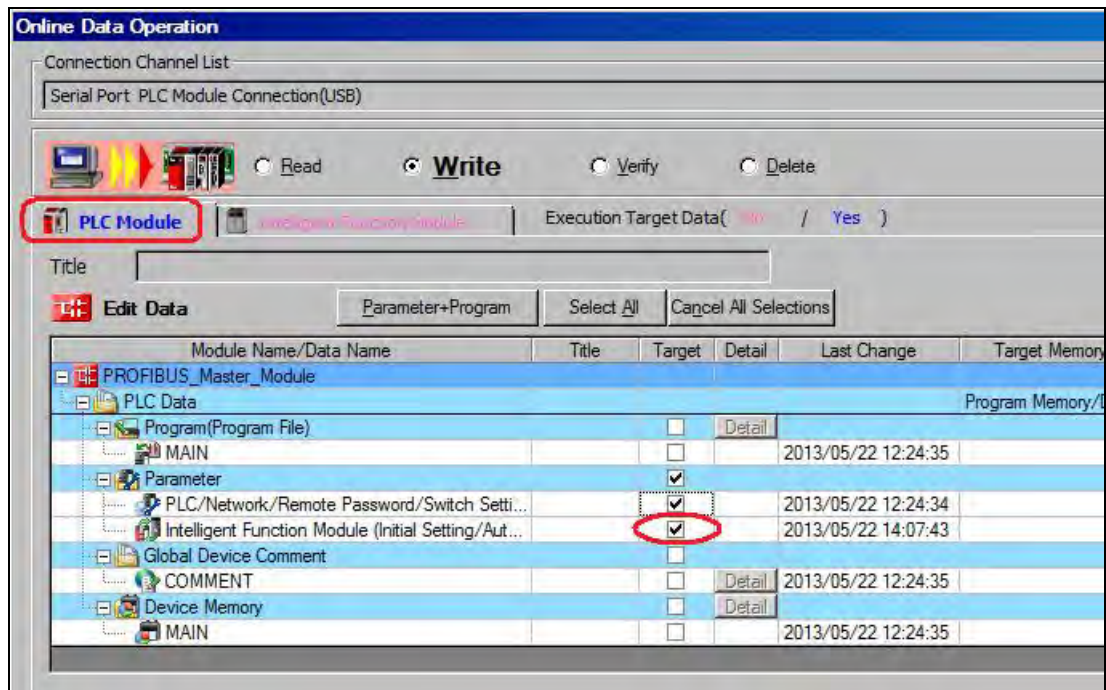 Online Data Operation
Connection Channel List
Serial Port PLC Module Connection(USB)
Read Write Verify Delete
PLC Module Intelligent Function Module Execution Target Data( No / Yes )
Title
Edit Data Parameter+Program Select All Cancel All Selections
Module Name/Data Name Title Target Detail Last Change Target Memory
PROFIBUS_Master_Module
PLC Data Program Memory/D
Program(Program File) Detail
MAIN 2013/05/22 12:24:35
Parameter
PLC/Network/Remote Password/Switch Setti... 2013/05/22 12:24:34
Intelligent Function Module (Initial Setting/Aut... 2013/05/22 14:07:43
Global Device Comment
COMMENT Detail 2013/05/22 12:24:35
Device Memory Detail
MAIN 2013/05/22 12:24:35